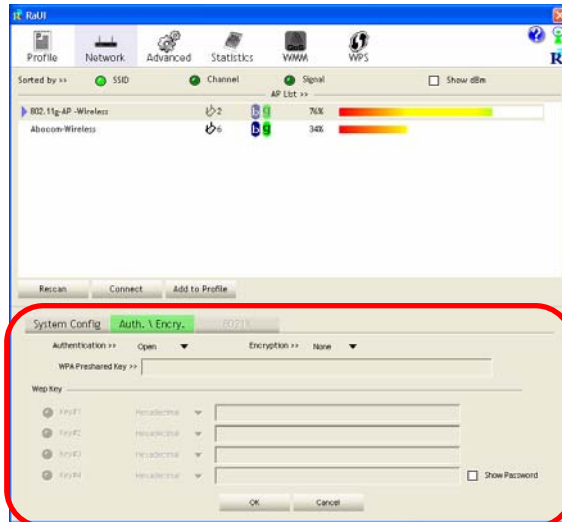 RaUI
Profile Network Advanced Statistics WMM WPS
Sorted by >> SSID Channel Signal Show dBm
AP List >>
802.11g-AP -Wireless 2 b g 76%
Abocom-Wireless 6 b g 34%
Rescan Connect Add to Profile
System Config Auth. \ Encry. 8021X
Authentication >> Open Encryption >> None
WPA Preshared Key >>
Wep Key
Key#1 Hexadecimal
Key#2 Hexadecimal
Key#3 Hexadecimal
Key#4 Hexadecimal Show Password
OK Cancel